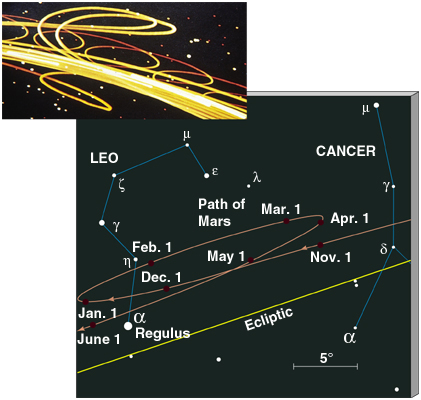 μ
μ
LEO
CANCER
ε
λ
ζ
γ
Path of
Mars
Mar. 1
Apr. 1
γ
Feb. 1
η
May 1
Nov. 1
δ
Dec. 1
Jan. 1
α
Regulus
June 1
Ecliptic
α
5°